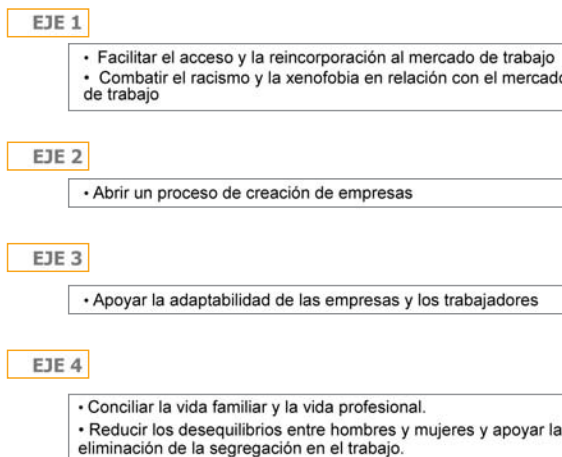 EJE 1
• Facilitar el acceso y la reincorporación al mercado de trabajo
• Combatir el racismo y la xenofobia en relación con el mercado
de trabajo
EJE 2
• Abrir un proceso de creación de empresas
EJE 3
• Apoyar la adaptabilidad de las empresas y los trabajadores
EJE 4
• Conciliar la vida familiar y la vida profesional.
• Reducir los desequilibrios entre hombres y mujeres y apoyar la
eliminación de la segregación en el trabajo.